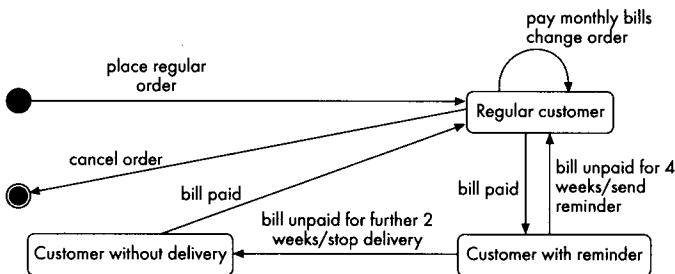 pay monthly bills
change order
place regular
order
Regular customer
cancel order
bill paid
bill paid
bill unpaid for 4
weeks/send
reminder
bill unpaid for further 2
weeks/stop delivery
Customer without delivery
Customer with reminder